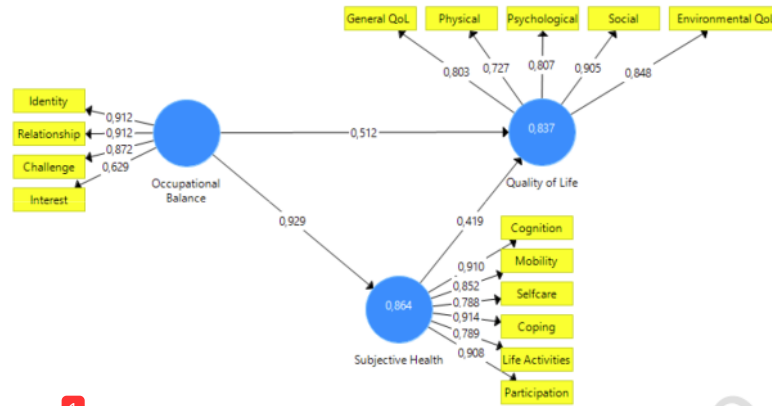 General QoL
Physical
Psychological
Social
Environmental QoL
0,803
0,727
0,807
0,905
0,848
Identity
Relationship
Challenge
Interest
0,912
0,912
0,872
0,629
Occupational
Balance
0,512
0,837
Quality of Life
0,929
0,419
0,864
Subjective Health
0,910
0,852
0,788
0,914
0,789
0,908
Cognition
Mobility
Selfcare
Coping
Life Activities
Participation